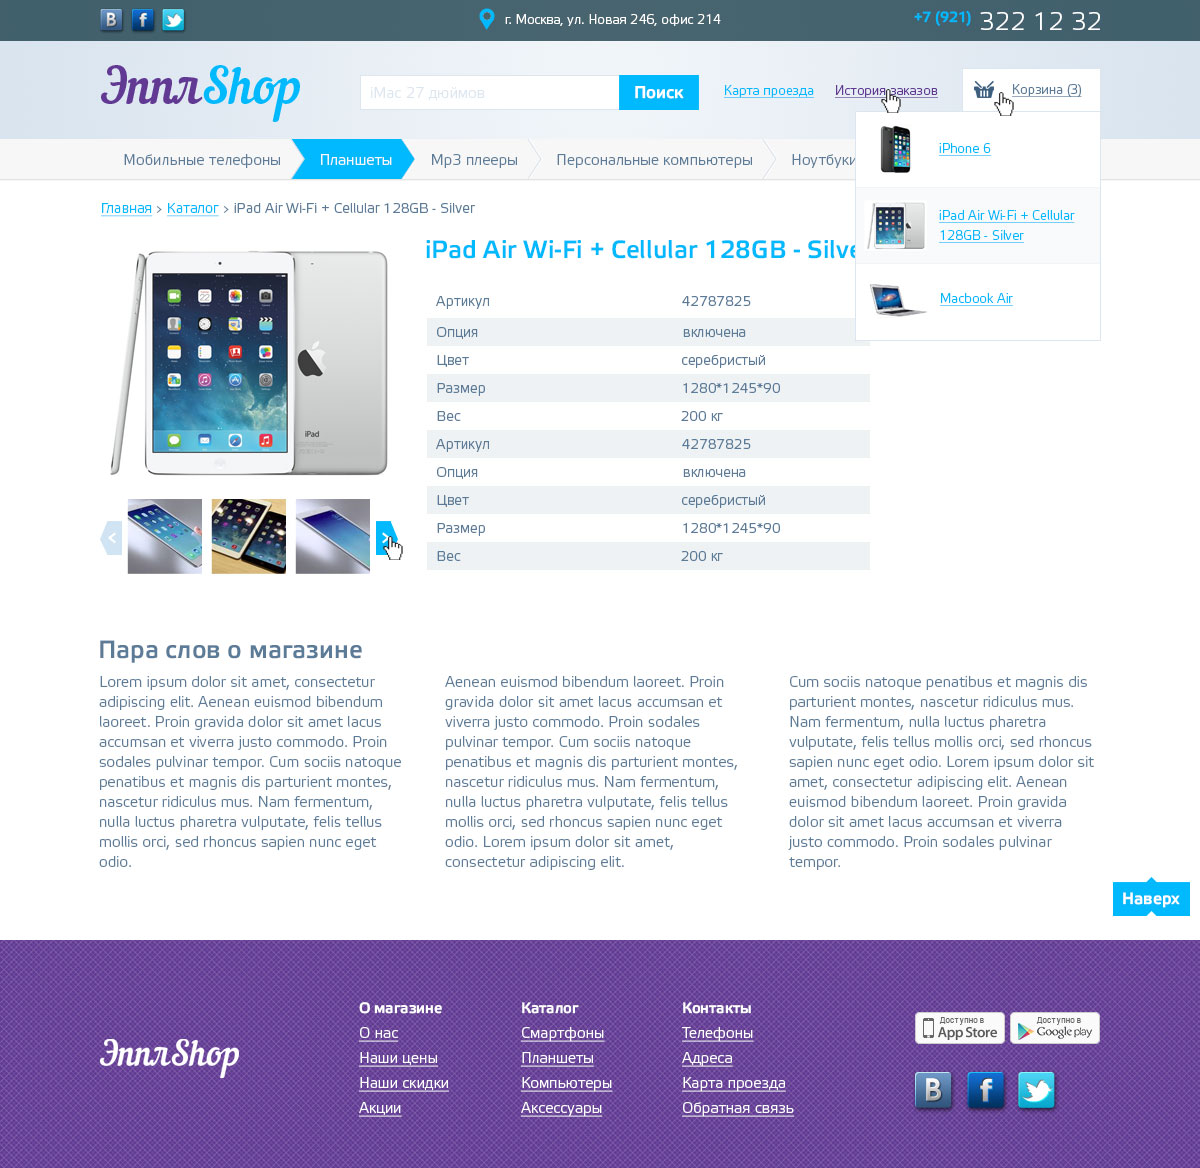 г. Москва, ул. Новая 246, офис 214
+7 (921) 322 12 32
ЭпплShop
iMac 27 дюймов
Поиск
Карта проезда
История заказов
Корзина (3)
Мобильные телефоны
Планшеты
Mp3 плееры
Персональные компьютеры
Ноутбуки
iPhone 6
iPad Air Wi-Fi + Cellular
128GB - Silver
Macbook Air
Главная > Каталог > iPad Air Wi-Fi + Cellular 128GB - Silver
iPad Air Wi-Fi + Cellular 128GB - Silve
Артикул 42787825
Опция включена
Цвет серебристый
Размер 1280*1245*90
Вес 200 кг
Артикул 42787825
Опция включена
Цвет серебристый
Размер 1280*1245*90
Вес 200 кг
iPad
Пара слов о магазине
Lorem ipsum dolor sit amet, consectetur
adipiscing elit. Aenean euismod bibendum
laoreet. Proin gravida dolor sit amet lacus
accumsan et viverra justo commodo. Proin
sodales pulvinar tempor. Cum sociis natoque
penatibus et magnis dis parturient montes,
nascetur ridiculus mus. Nam fermentum,
nulla luctus pharetra vulputate, felis tellus
mollis orci, sed rhoncus sapien nunc eget
odio.
Aenean euismod bibendum laoreet. Proin
gravida dolor sit amet lacus accumsan et
viverra justo commodo. Proin sodales
pulvinar tempor. Cum sociis natoque
penatibus et magnis dis parturient montes,
nascetur ridiculus mus. Nam fermentum,
nulla luctus pharetra vulputate, felis tellus
mollis orci, sed rhoncus sapien nunc eget
odio. Lorem ipsum dolor sit amet,
consectetur adipiscing elit.
Cum sociis natoque penatibus et magnis dis
parturient montes, nascetur ridiculus mus.
Nam fermentum, nulla luctus pharetra
vulputate, felis tellus mollis orci, sed rhoncus
sapien nunc eget odio. Lorem ipsum dolor sit
amet, consectetur adipiscing elit. Aenean
euismod bibendum laoreet. Proin gravida
dolor sit amet lacus accumsan et viverra
justo commodo. Proin sodales pulvinar
tempor.
Наверх
ЭпплShop
О магазине
О нас
Наши цены
Наши скидки
Акции
Каталог
Смартфоны
Планшеты
Компьютеры
Аксессуары
Контакты
Телефоны
Адреса
Карта проезда
Обратная связь
Доступно в
App Store
Доступно в
Google play